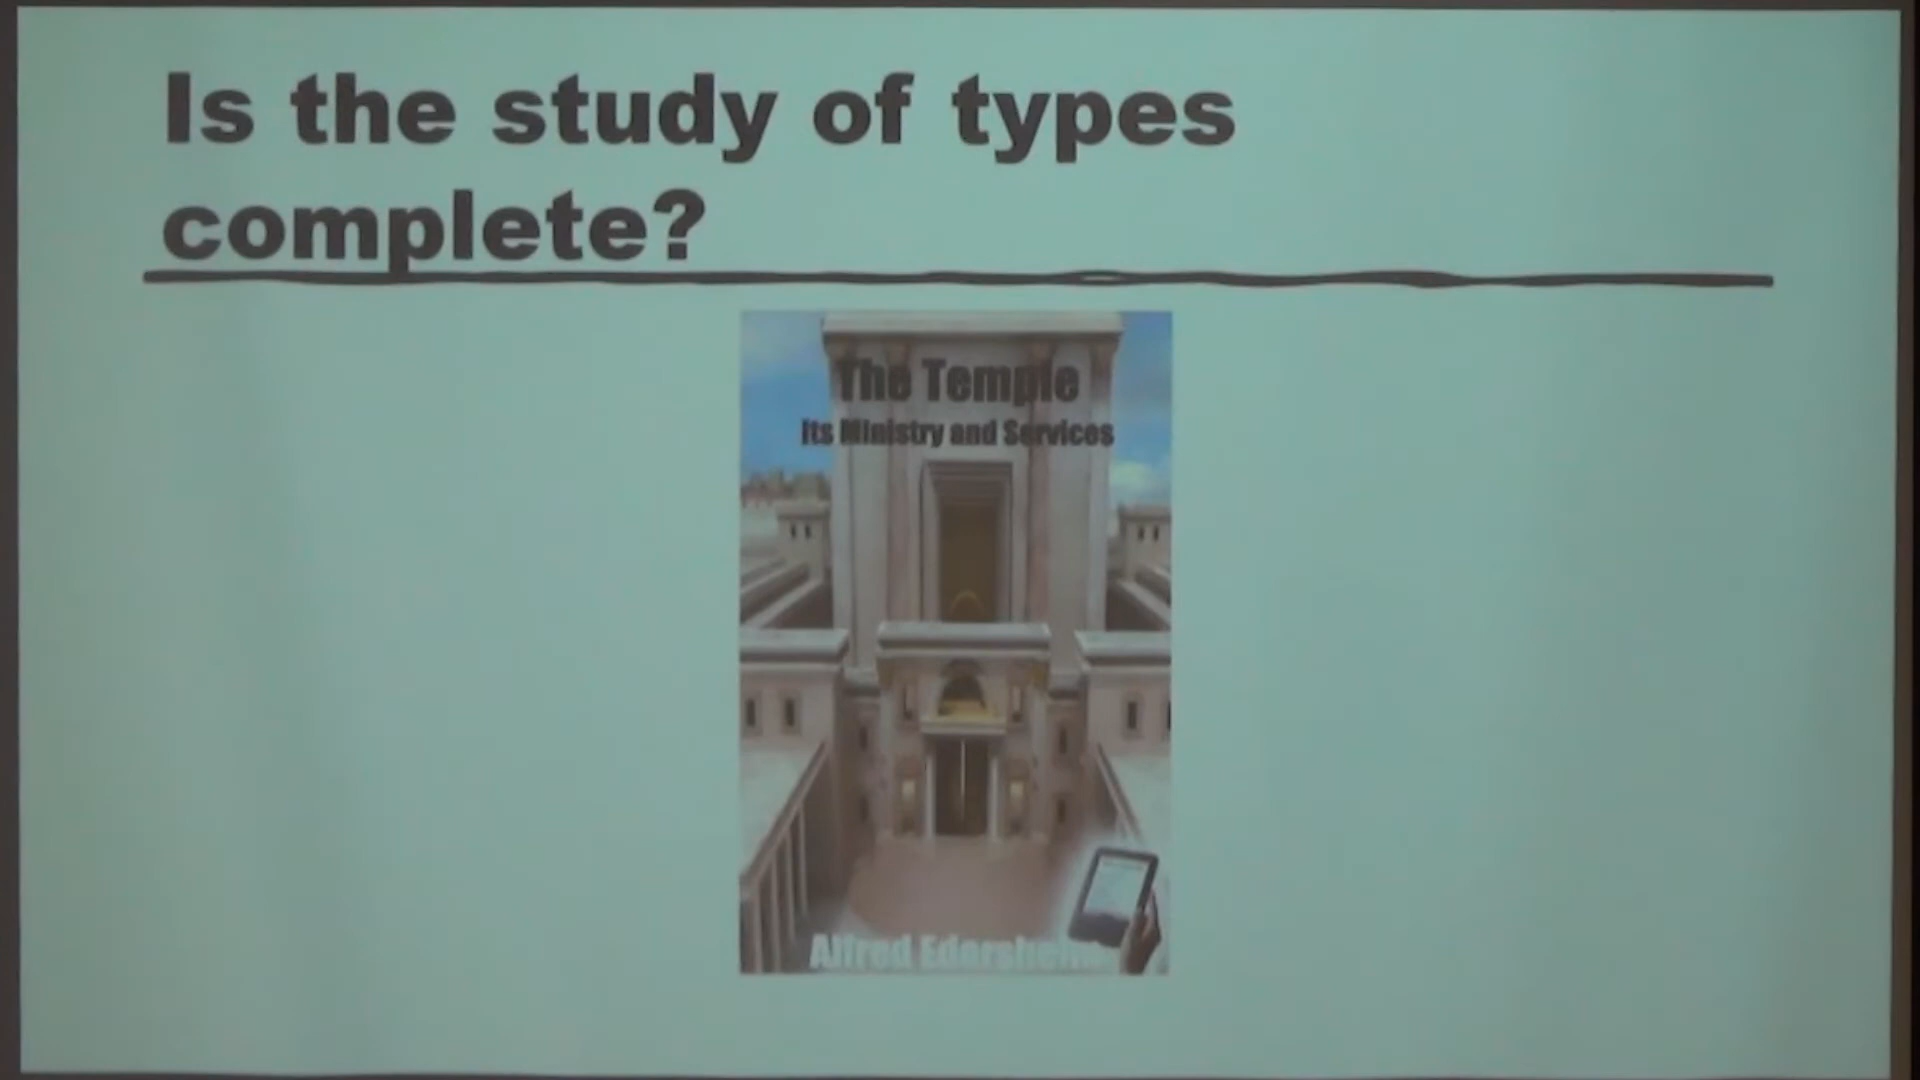 Is the study of types
complete?
The Temple
Its Ministry and Services
Alfred Edersheim